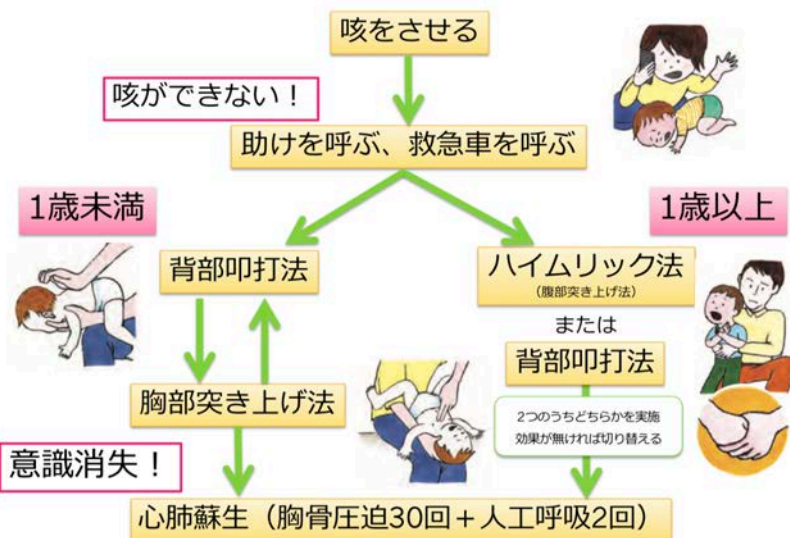 咳をさせる
咳ができない！
助けを呼ぶ、救急車を呼ぶ
1歳未満
1歳以上
背部叩打法
ハイムリック法
（腹部突き上げ法）
または
背部叩打法
胸部突き上げ法
2つのうちどちらかを実施
効果が無ければ切り替える
意識消失！
心肺蘇生（胸骨圧迫30回＋人工呼吸2回）